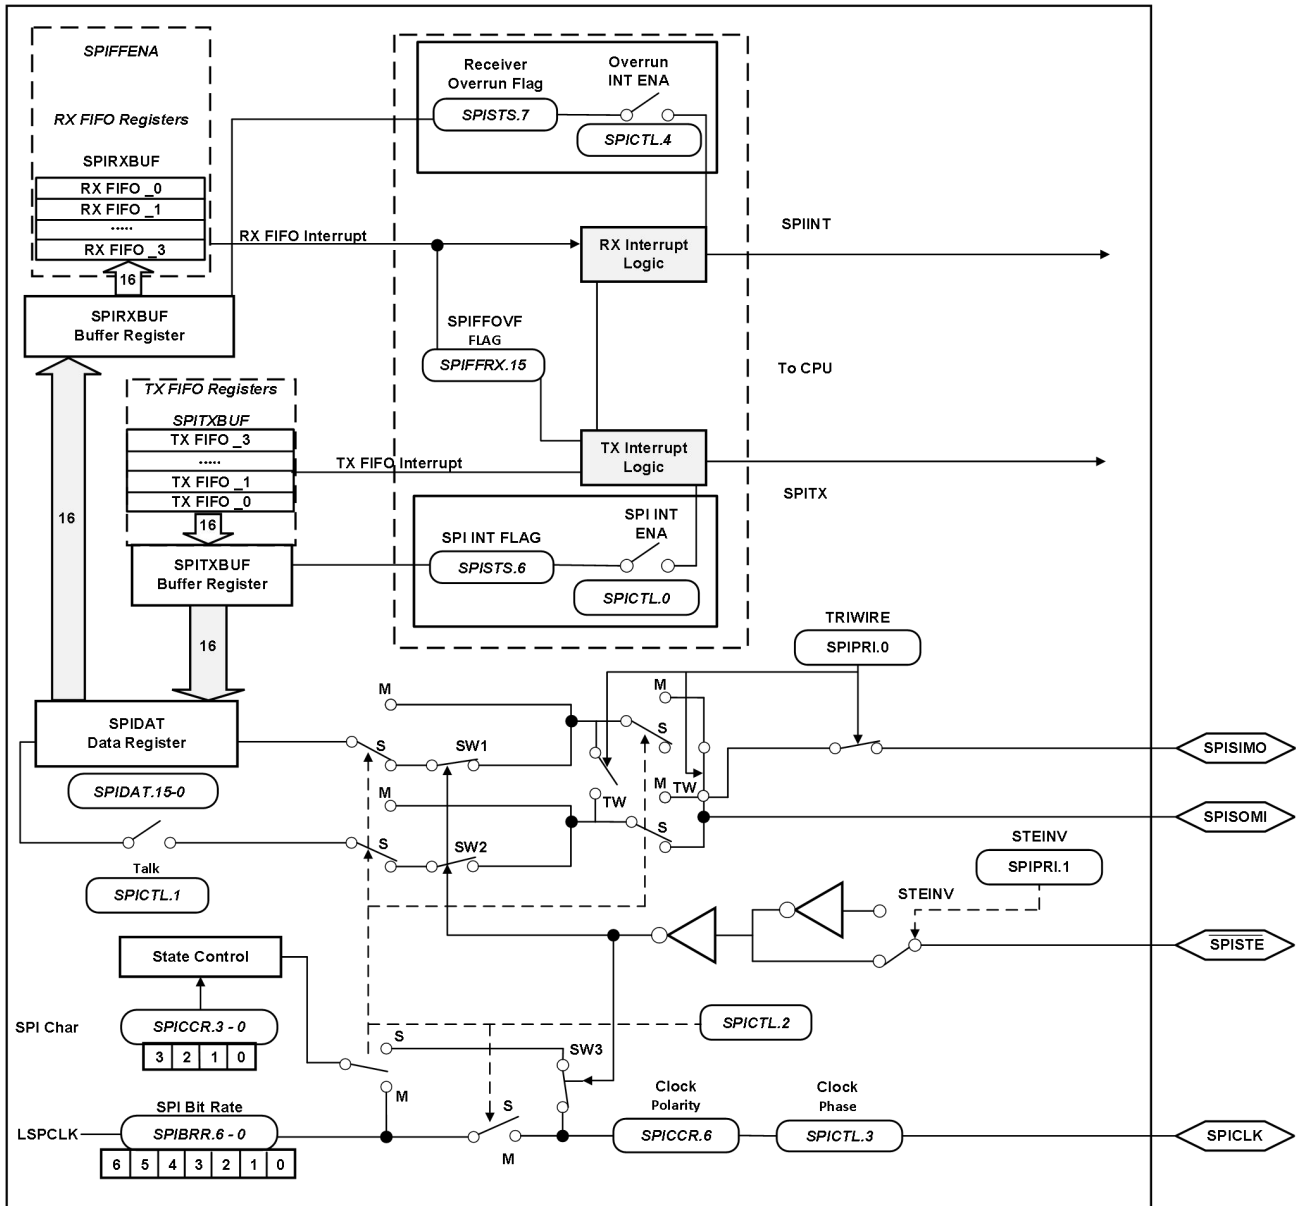 SPIFFENA
RX FIFO Registers
SPIRXBUF
RX FIFO _0
RX FIFO _1
.....
RX FIFO _3
16
SPIRXBUF
Buffer Register
RX FIFO Interrupt
Receiver
Overrun Flag
SPISTS.7
Overrun
INT ENA
SPICTL.4
RX Interrupt
Logic
SPIINT
SPIFFOVF
FLAG
SPIFFRX.15
To CPU
TX FIFO Registers
SPITXBUF
TX FIFO _3
.....
TX FIFO _1
TX FIFO _0
16
SPITXBUF
Buffer Register
TX FIFO Interrupt
TX Interrupt
Logic
SPITX
SPI INT FLAG
SPISTS.6
SPI INT
ENA
SPICTL.0
16
16
TRIWIRE
SPIPRI.0
SPIDAT
Data Register
SPIDAT.15-0
Talk
SPICTL.1
M
S
SW1
M
S
SW2
M
S
TW
M
TW
S
SPISIMO
SPISOMI
STEINV
SPIPRI.1
STEINV
SPISTE
State Control
SPI Char
SPICCR.3 - 0
3 2 1 0
S
M
SW3
SPICTL.2
SPI Bit Rate
LSPCLK
SPIBRR.6 - 0
6 5 4 3 2 1 0
S
M
Clock
Polarity
SPICCR.6
Clock
Phase
SPICTL.3
SPICLK